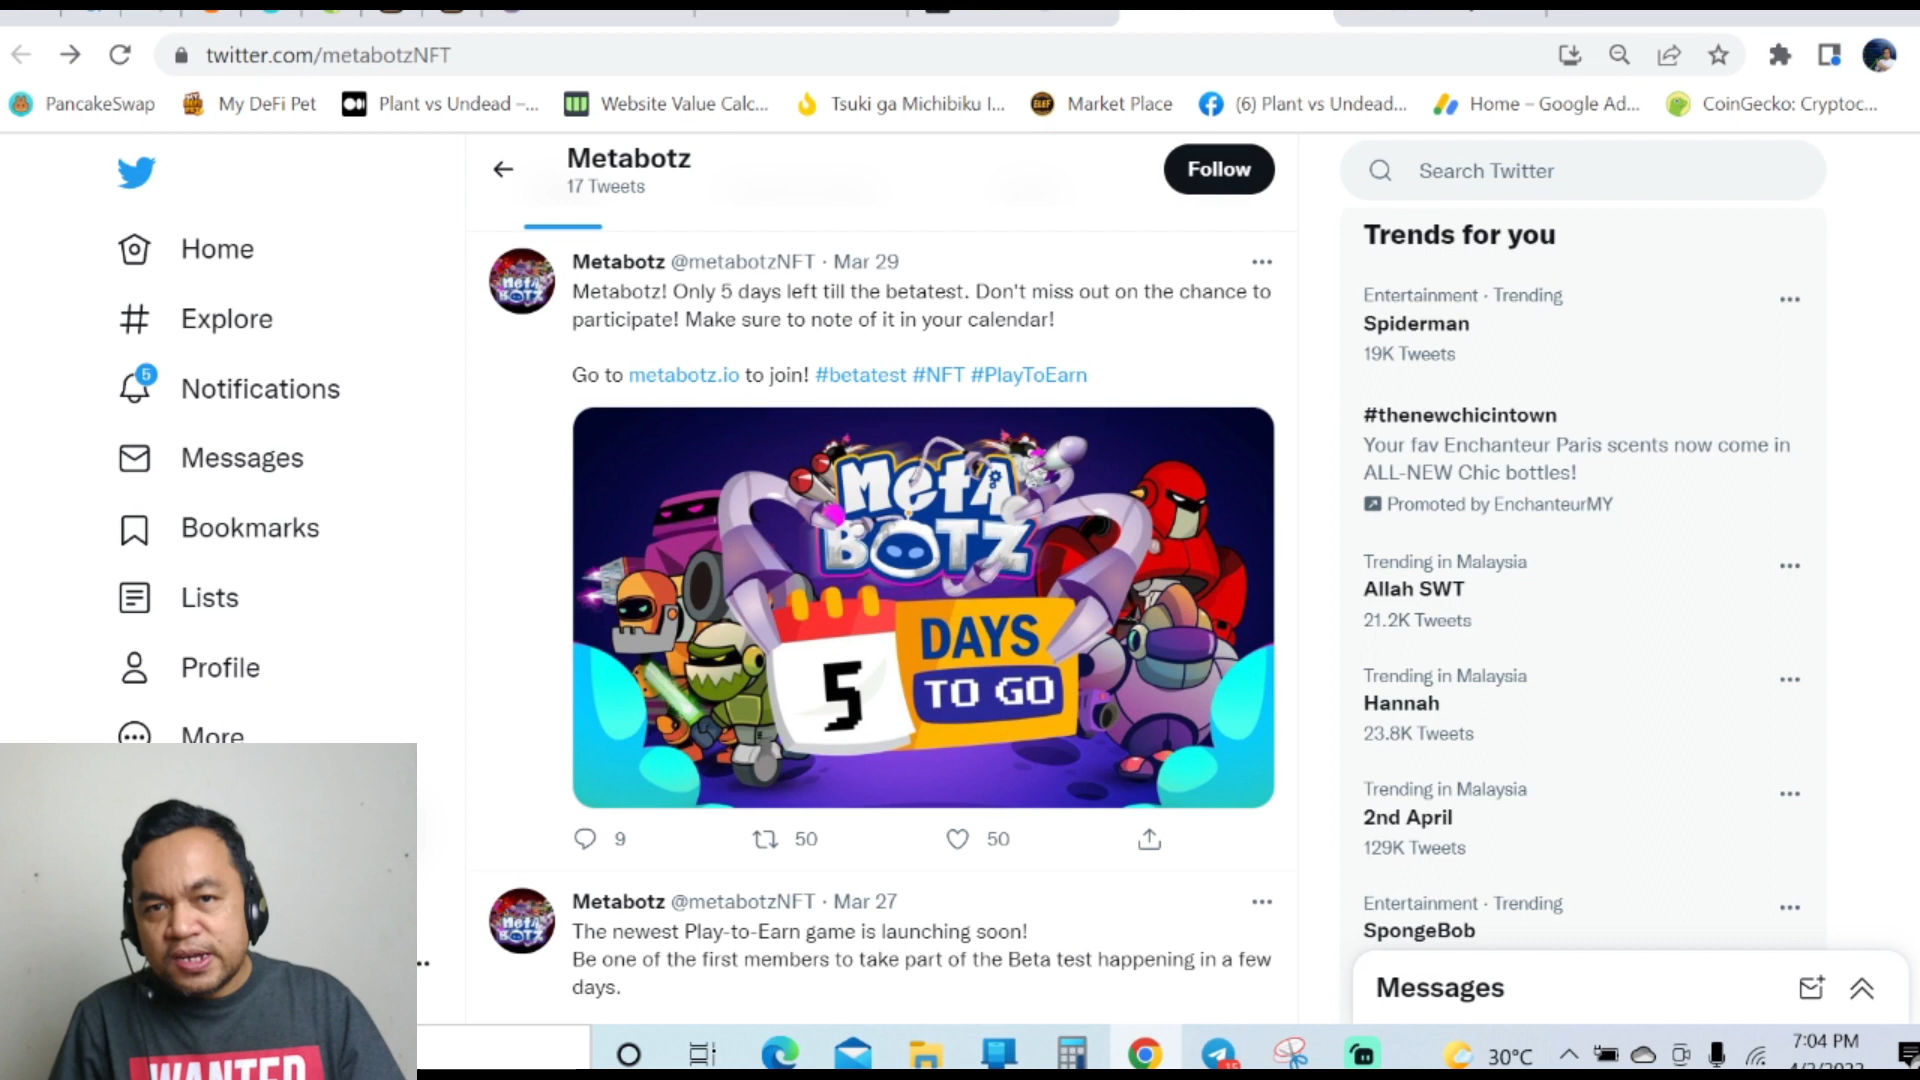 twitter.com/metabotzNFT
PancakeSwap
My DeFi Pet
Plant vs Undead –...
Website Value Calc...
Tsuki ga Michibiku I...
Market Place
(6) Plant vs Undead...
Home – Google Ad...
CoinGecko: Cryptoc...
Home
Explore
5
Notifications
Messages
Bookmarks
Lists
Profile
More
Metabotz
17 Tweets
Follow
Metabotz @metabotzNFT · Mar 29
Metabotz! Only 5 days left till the betatest. Don't miss out on the chance to
participate! Make sure to note of it in your calendar!
Go to metabotz.io to join! #betatest #NFT #PlayToEarn
META
BOTZ
5
DAYS
TO GO
9
50
50
Metabotz @metabotzNFT · Mar 27
The newest Play-to-Earn game is launching soon!
Be one of the first members to take part of the Beta test happening in a few
days.
Search Twitter
Trends for you
Entertainment · Trending
Spiderman
19K Tweets
#thenewchicintown
Your fav Enchanteur Paris scents now come in
ALL-NEW Chic bottles!
Promoted by EnchanteurMY
Trending in Malaysia
Allah SWT
21.2K Tweets
Trending in Malaysia
Hannah
23.8K Tweets
Trending in Malaysia
2nd April
129K Tweets
Entertainment · Trending
SpongeBob
Messages
WANTED
30°C
7:04 PM